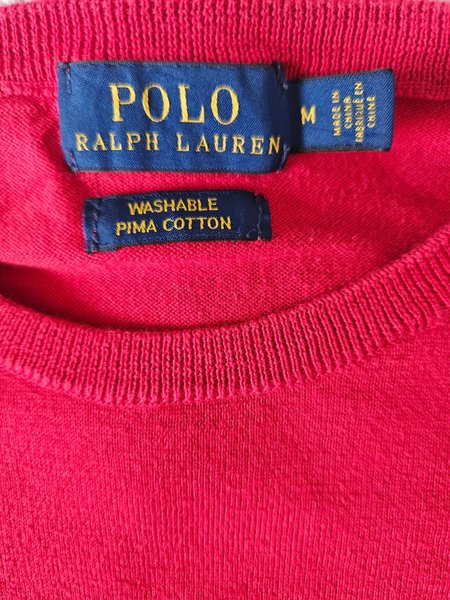 POLO
RALPH LAUREN
M
MADE IN
CHINA
FABRIQUÉ EN
CHINE
WASHABLE
PIMA COTTON